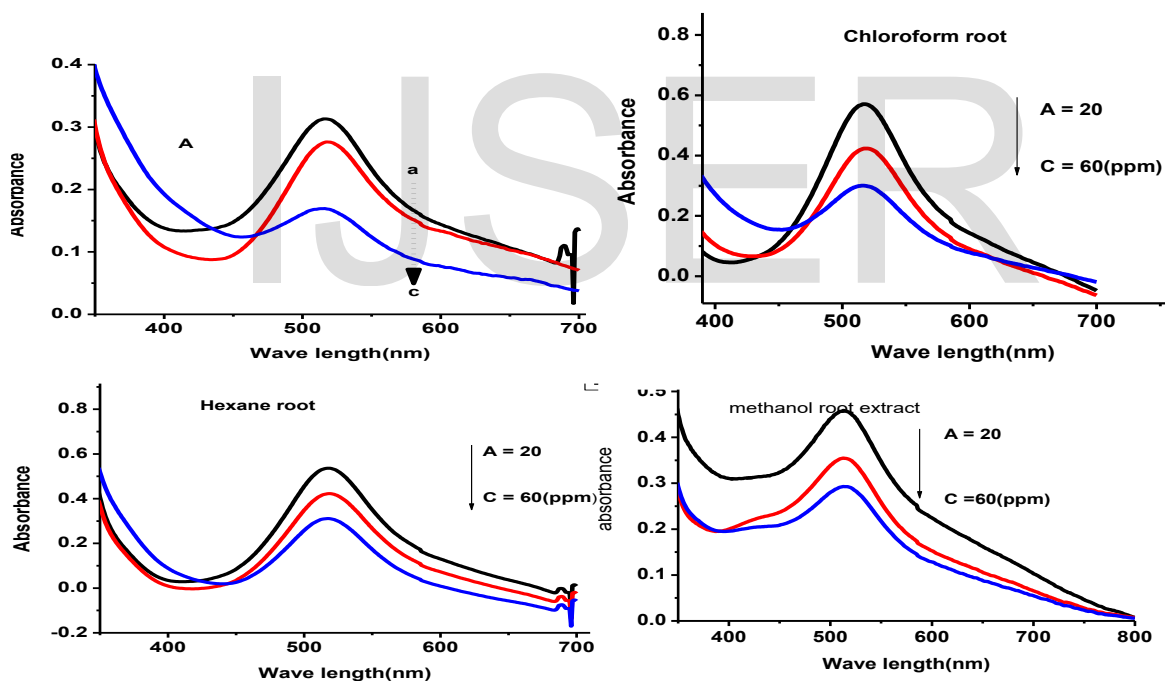 IJSER
0.4
0.3
0.2
0.1
0.0
Absormance
A
a
c
400
500
600
700
Wave length(nm)
Chloroform root
0.8
0.6
0.4
0.2
0.0
Absorbance
A = 20
C = 60(ppm)
400
500
600
700
Wave length(nm)
Hexane root
0.8
0.6
0.4
0.2
0.0
-0.2
Absorbance
A = 20
C =60(ppm)
400
500
600
700
Wave length(nm)
methanol root extract
0.5
0.4
0.3
0.2
0.1
0.0
absorbance
A = 20
C =60(ppm)
400
500
600
700
800
Wave length(nm)